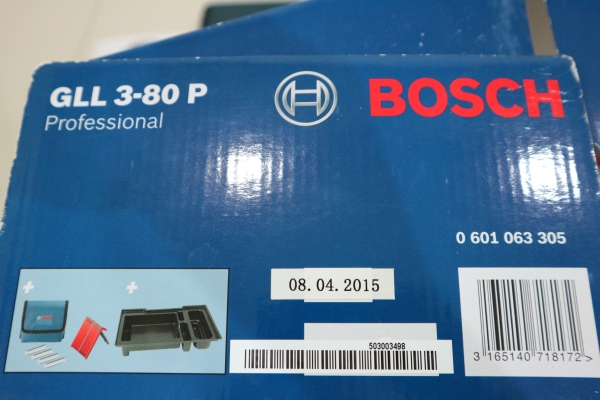 GLL 3-80 P
Professional
BOSCH
0 601 063 305
08.04.2015
503003498
3 165140 718172 >